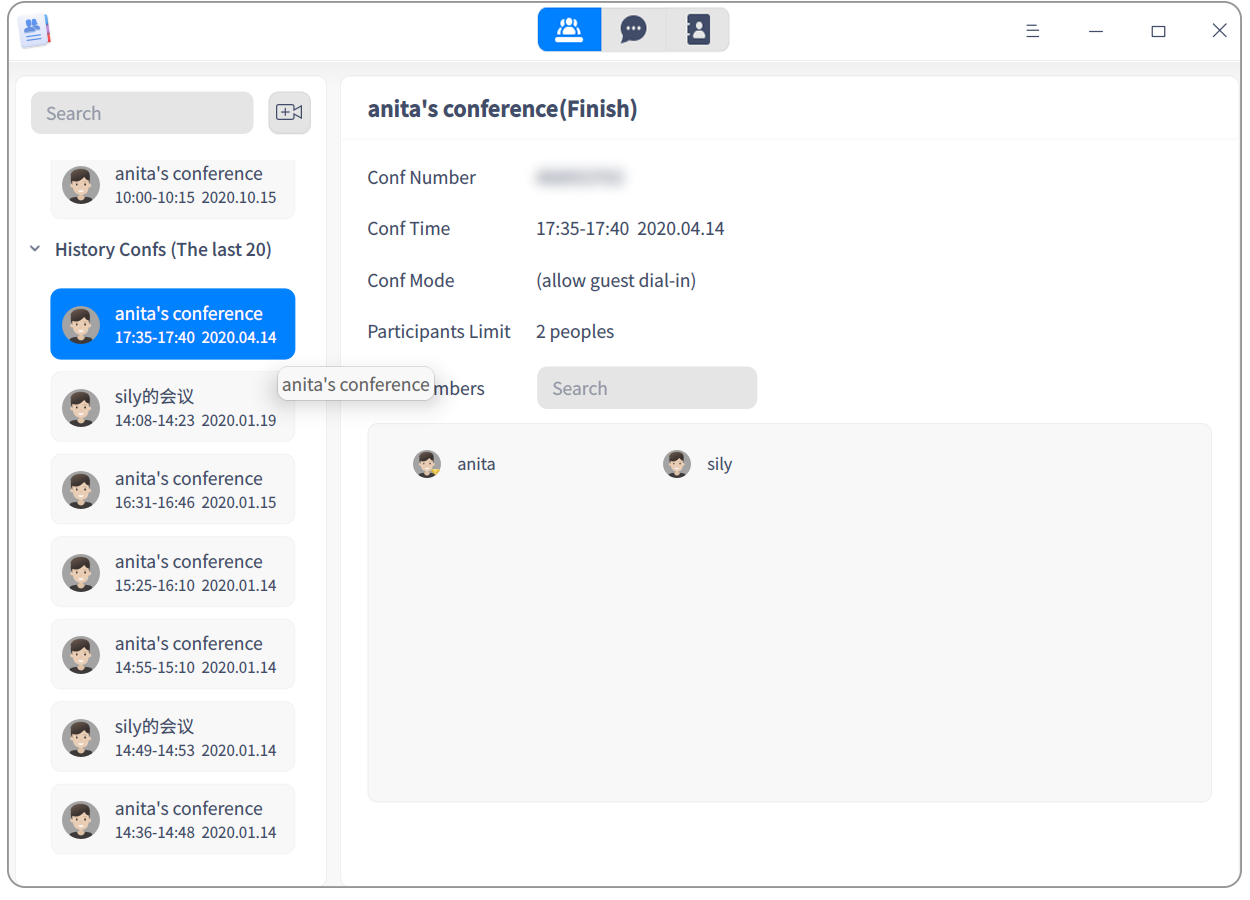 Search
anita's conference
10:00-10:15 2020.10.15
History Confs (The last 20)
anita's conference
17:35-17:40 2020.04.14
sily的会议
14:08-14:23 2020.01.19
anita's conference
16:31-16:46 2020.01.15
anita's conference
15:25-16:10 2020.01.14
anita's conference
14:55-15:10 2020.01.14
sily的会议
14:49-14:53 2020.01.14
anita's conference
14:36-14:48 2020.01.14
anita's conference(Finish)
Conf Number
Conf Time 17:35-17:40 2020.04.14
Conf Mode (allow guest dial-in)
Participants Limit 2 peoples
anita's conference
mbers Search
anita sily